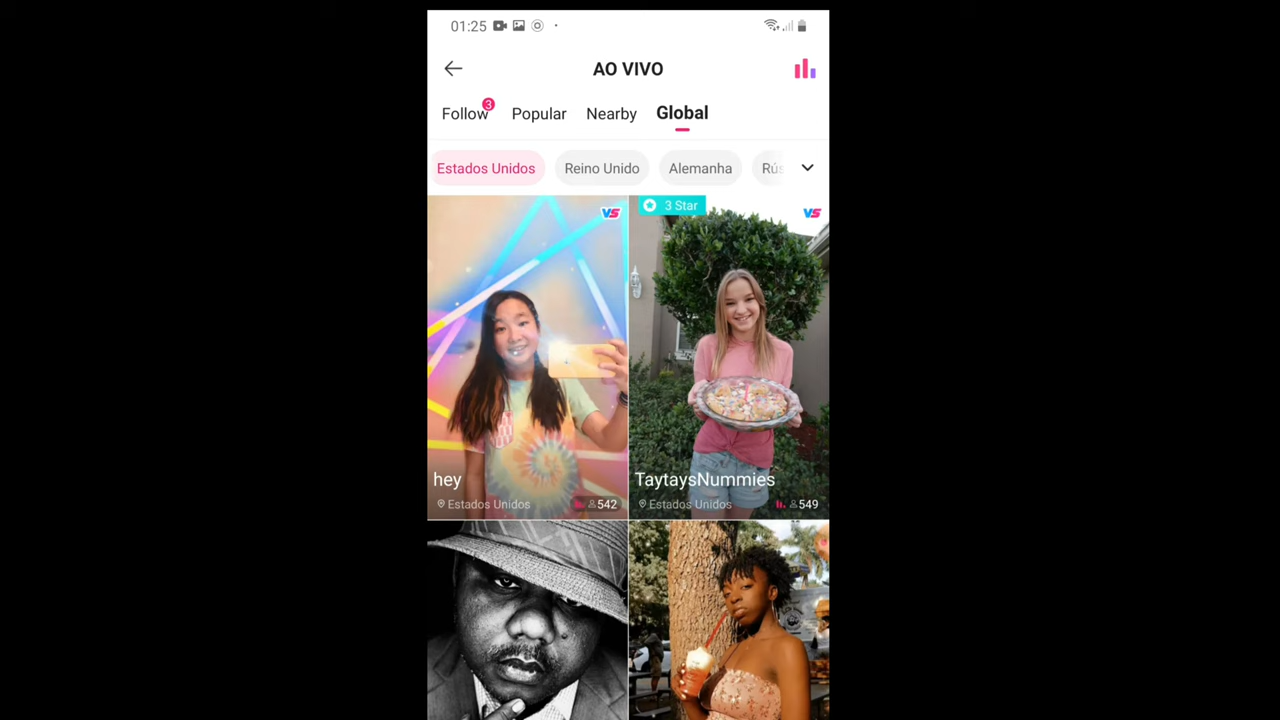 01:25
AO VIVO
Follow 3 Popular Nearby Global
Estados Unidos Reino Unido Alemanha Rús
VS 3 Star VS
hey TaytaysNummies
Estados Unidos 542 Estados Unidos 549